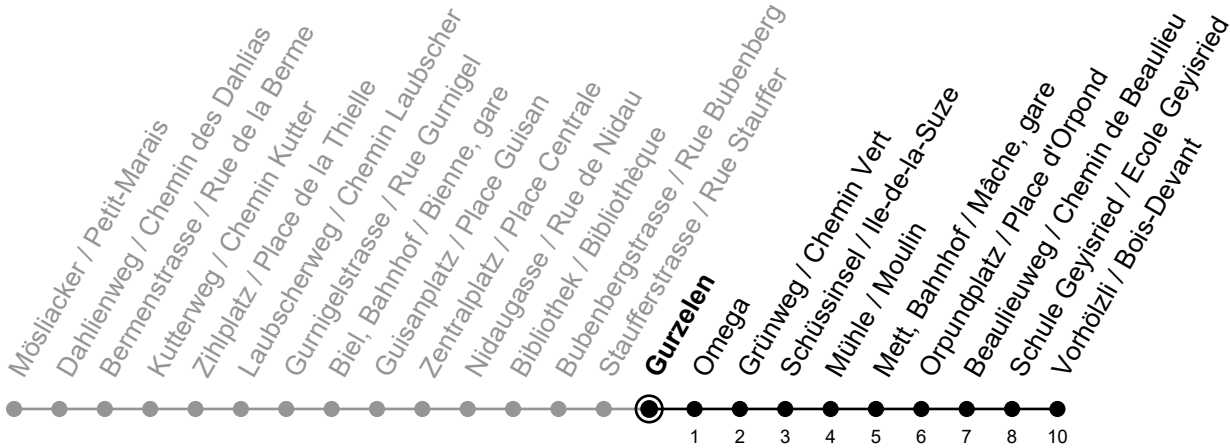 Mösliacker / Petit-Marais
Dahlienweg / Chemin des Dahlias
Bermenstrasse / Rue de la Berme
Kutterweg / Chemin Kutter
Zihlplatz / Place de la Thielle
Laubscherweg / Chemin Laubscher
Gurnigelstrasse / Rue Gurnigel
Biel, Bahnhof / Bienne, gare
Guisanplatz / Place Guisan
Zentralplatz / Place Centrale
Nidaugasse / Rue de Nidau
Bibliothek / Bibliothèque
Bubenbergstrasse / Rue Bubenberg
Staufferstrasse / Rue Stauffer
Gurzelen
Omega
Grünweg / Chemin Vert
Schüssinsel / Ile-de-la-Suze
Mühle / Moulin
Mett, Bahnhof / Mâche, gare
Orpundplatz / Place d'Orpond
Beaulieuweg / Chemin de Beaulieu
Schule Geyisried / Ecole Geyisried
Vorhölzli / Bois-Devant
1 2 3 4 5 6 7 8 10